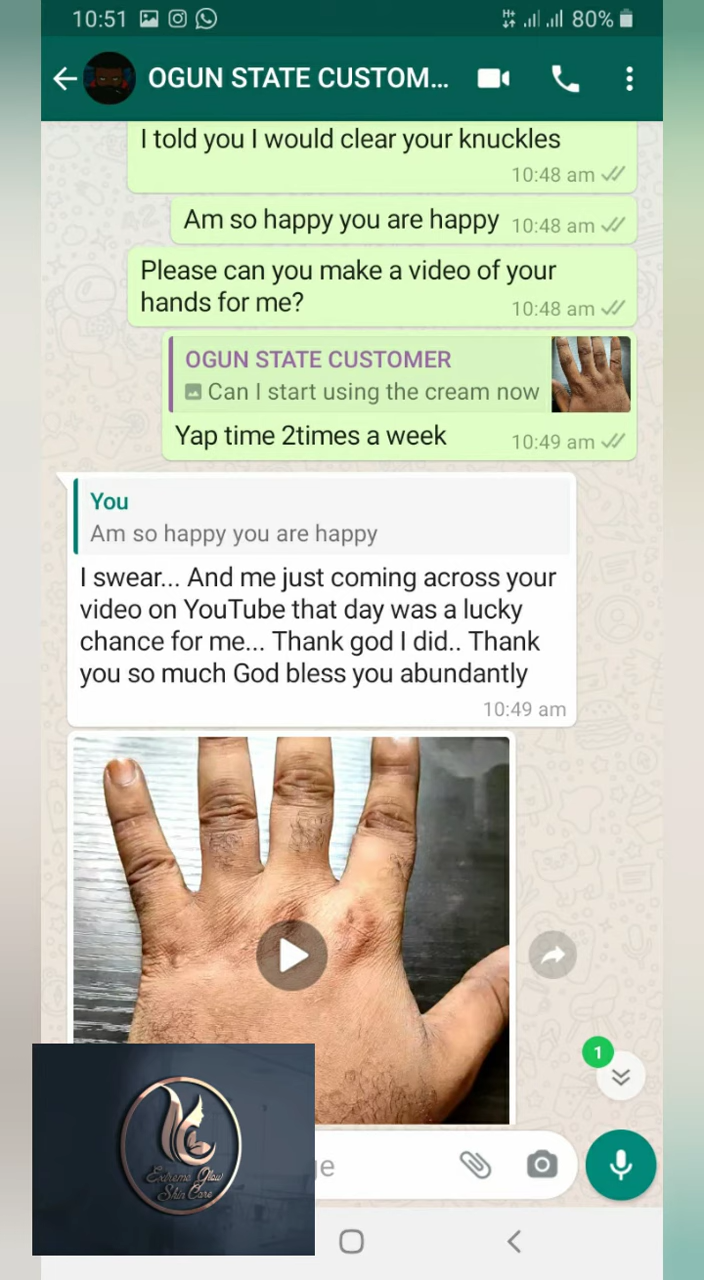 10:51
80%
OGUN STATE CUSTOM...
I told you I would clear your knuckles
10:48 am
Am so happy you are happy
10:48 am
Please can you make a video of your
hands for me?
10:48 am
OGUN STATE CUSTOMER
Can I start using the cream now
Yap time 2times a week
10:49 am
You
Am so happy you are happy
I swear... And me just coming across your
video on YouTube that day was a lucky
chance for me... Thank god I did.. Thank
you so much God bless you abundantly
10:49 am
1
Extreme Glow
Skin Care